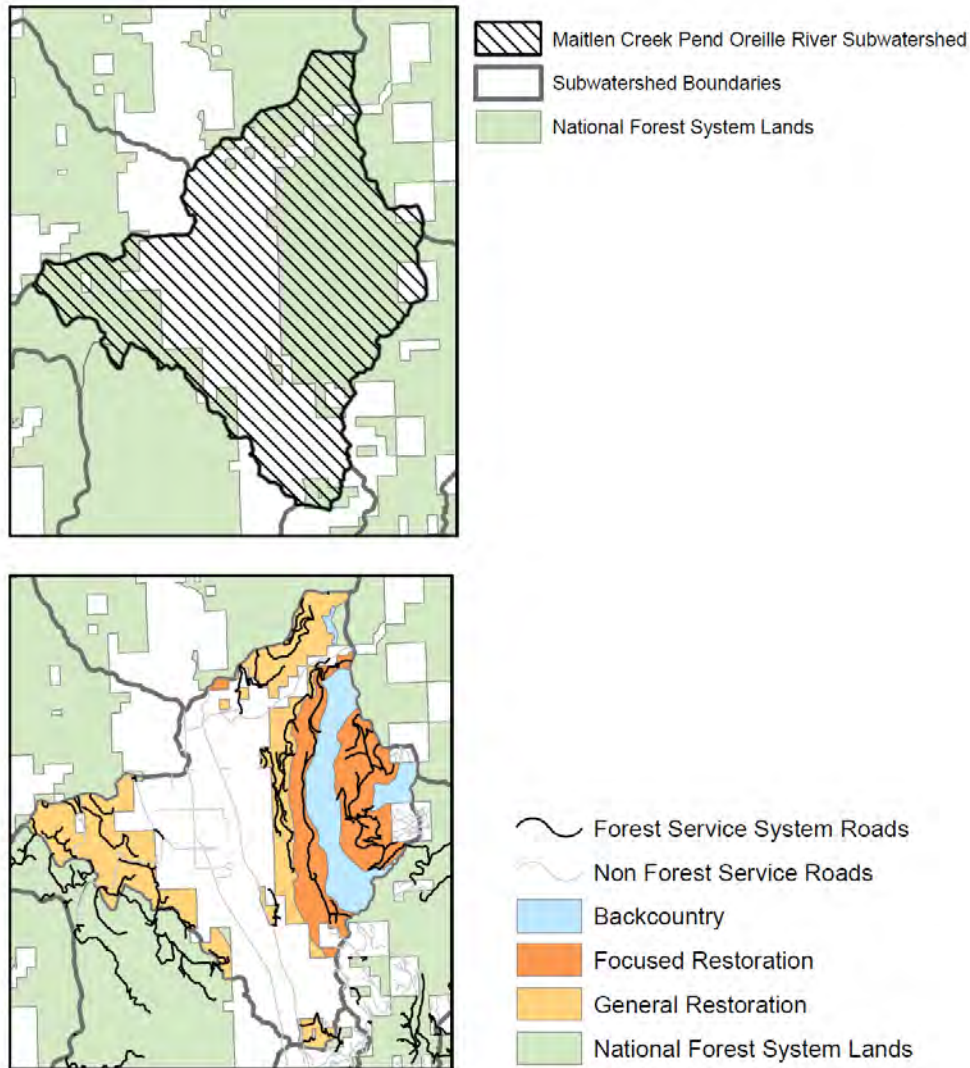 Maitlen Creek Pend Oreille River Subwatershed
Subwatershed Boundaries
National Forest System Lands
Forest Service System Roads
Non Forest Service Roads
Backcountry
Focused Restoration
General Restoration
National Forest System Lands